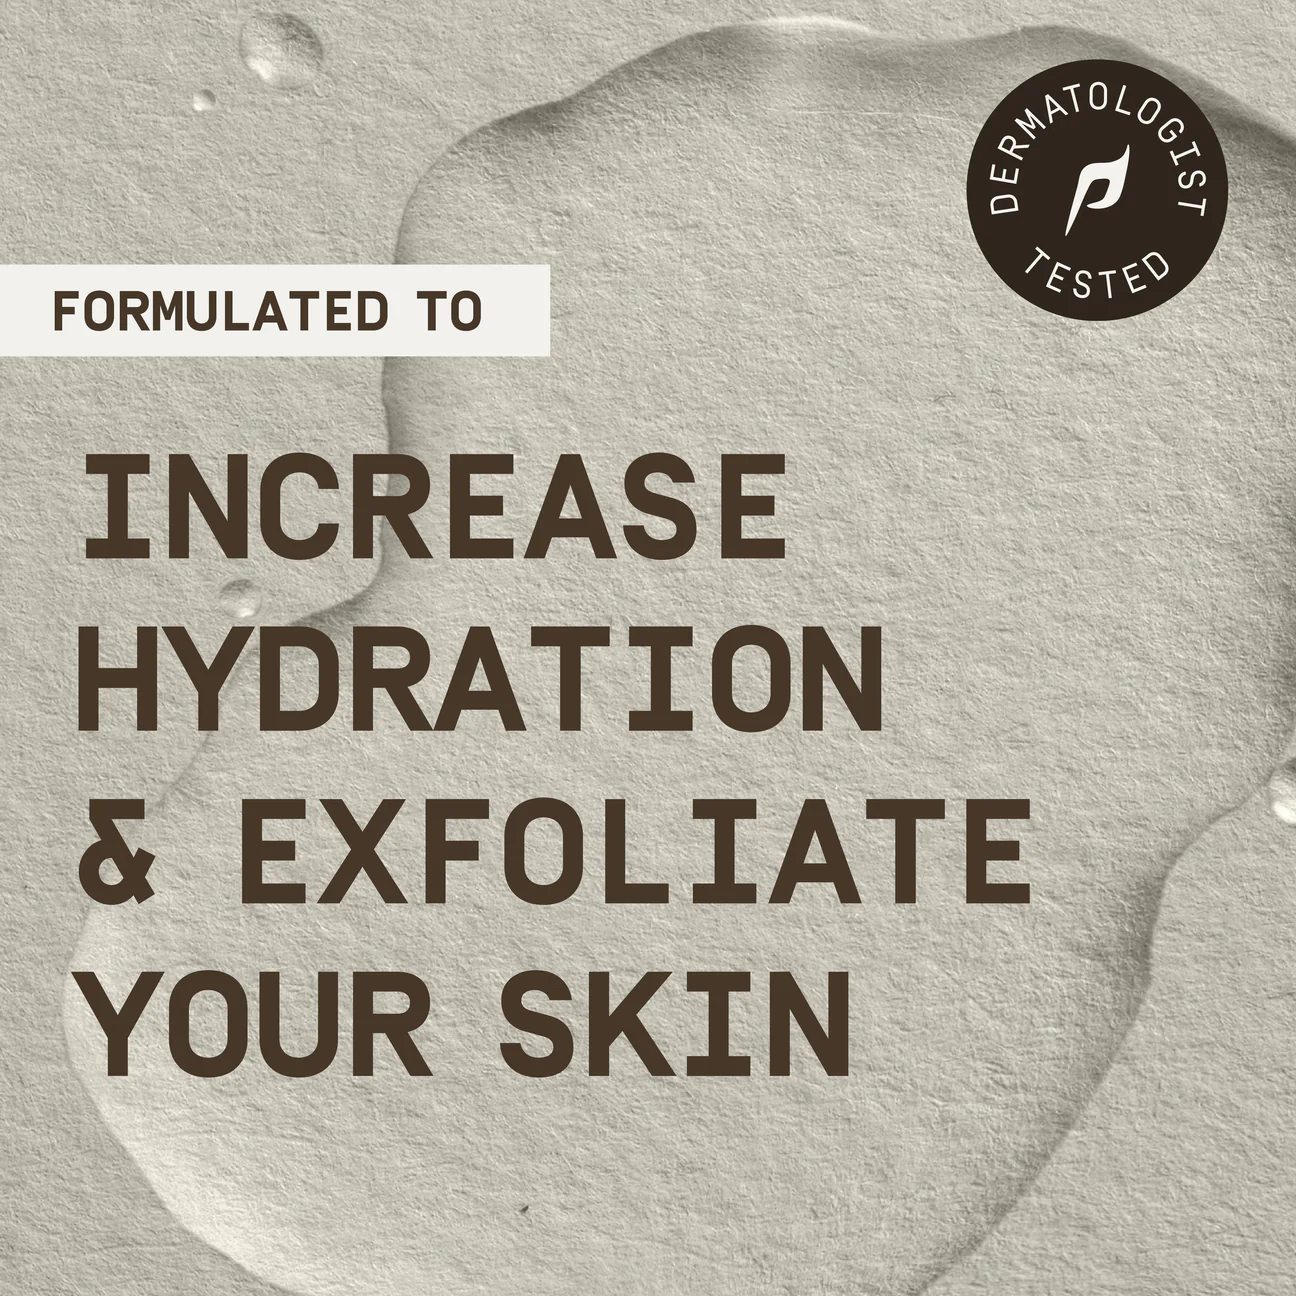 DERMATOLOGIST
TESTED
FORMULATED TO
INCREASE
HYDRATION
& EXFOLIATE
YOUR SKIN